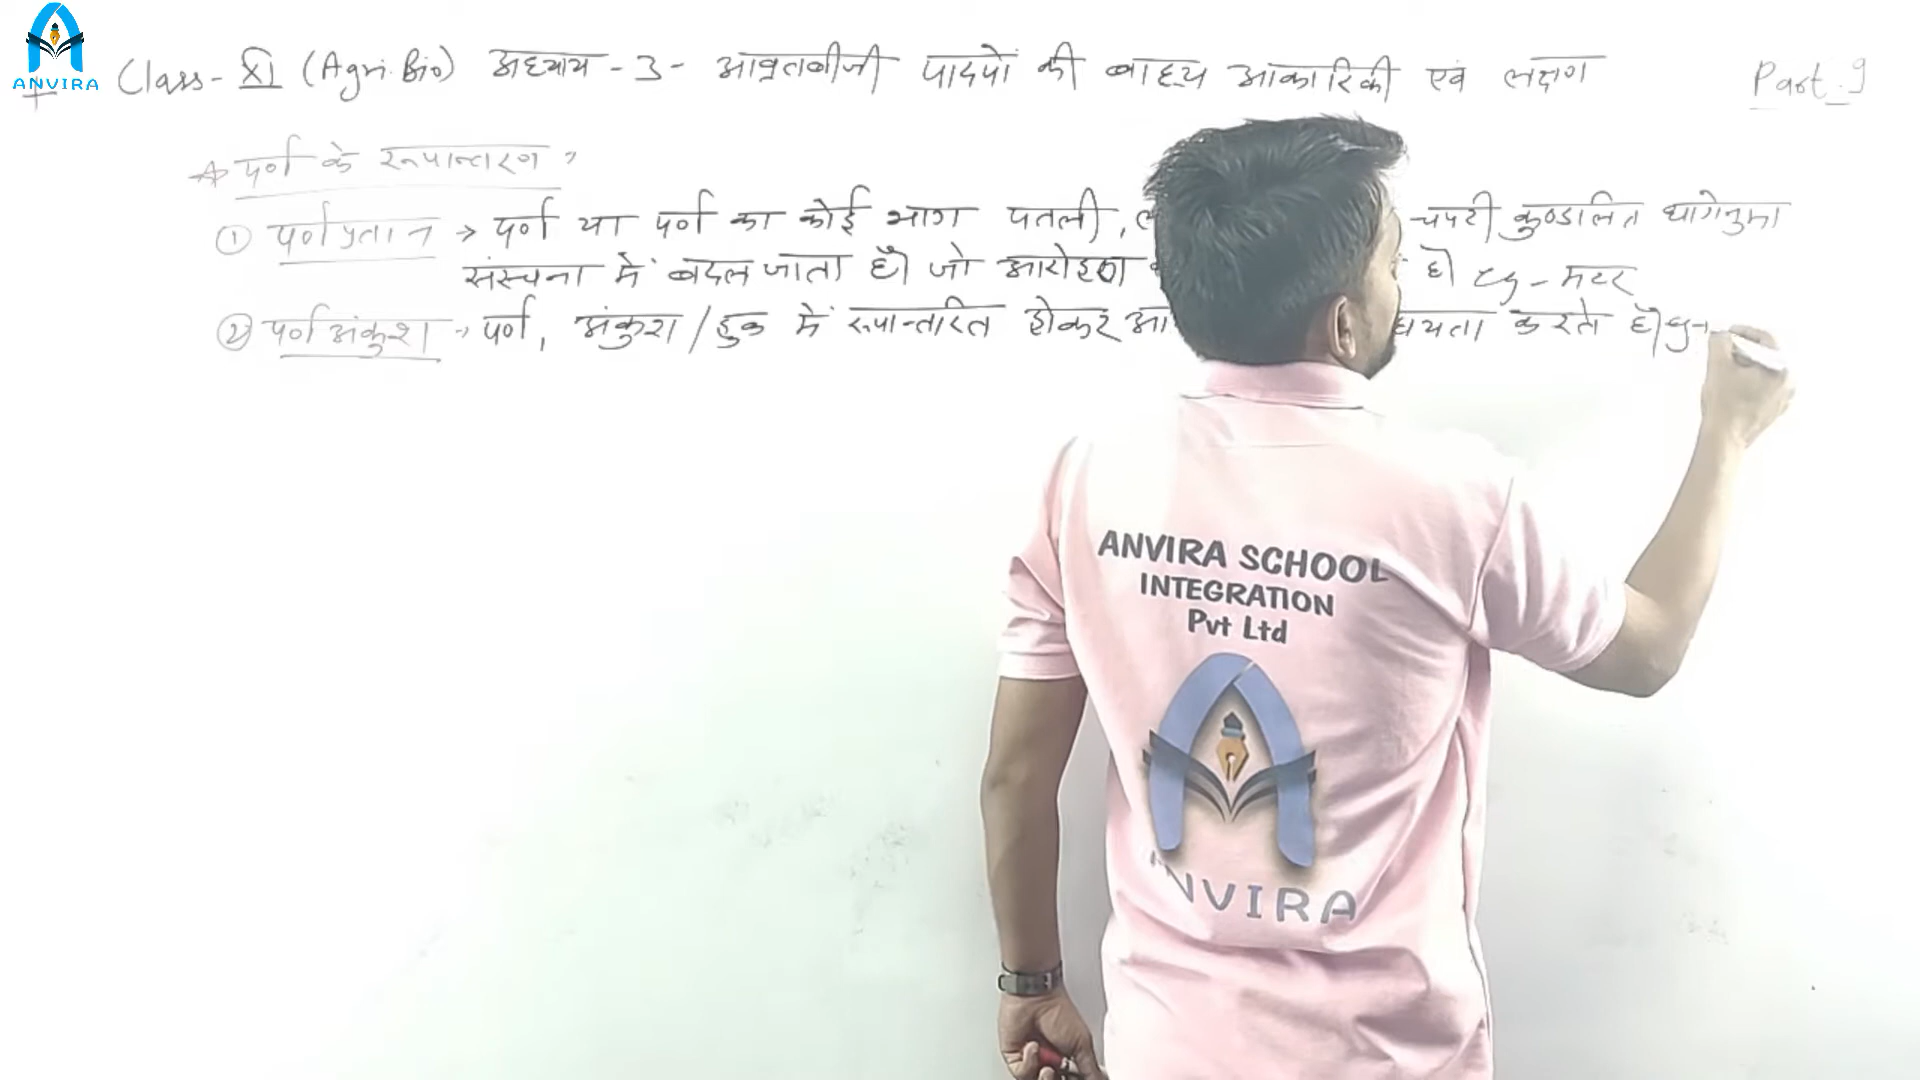 ANVIRA
Class - XI (Agri. Bio) अध्याय - 3 - आवृतबीजी पादपों की बाह्य आकारिकी एवं लक्षण Part - 9
पर्ण के रूपान्तरण
① पर्णप्रतान → पर्ण या पर्ण का कोई भाग पतली, चपटी कुण्डलित धागेनुमा
संरचना में बदल जाता है। जो आरोहण है। eg - मटर
② पर्ण अंकुश → पर्ण, अंकुश / हुक में रूपान्तरित होकर करते है।
ANVIRA SCHOOL
INTEGRATION
Pvt Ltd
ANVIRA